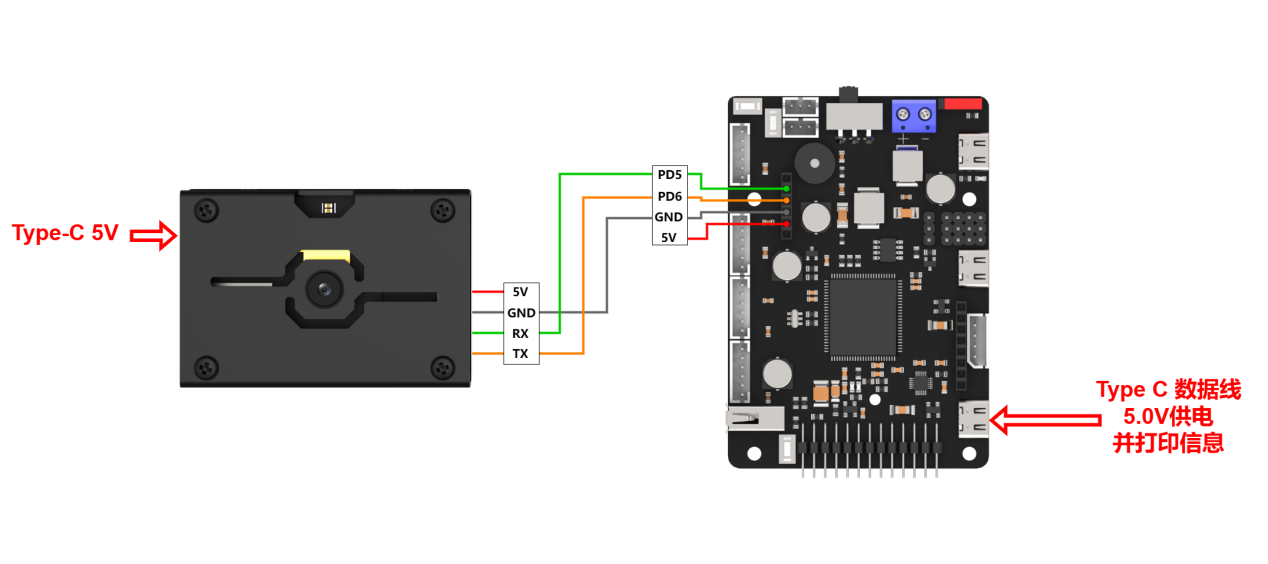 Type-C 5V
5V
GND
RX
TX
PD5
PD6
GND
5V
+ −
Type C 数据线
5.0V供电
并打印信息